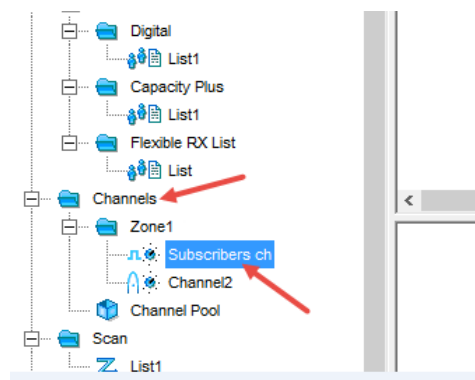 Digital
List1
Capacity Plus
List1
Flexible RX List
List
Channels
Zone1
Subscribers ch
Channel2
Channel Pool
Scan
List1